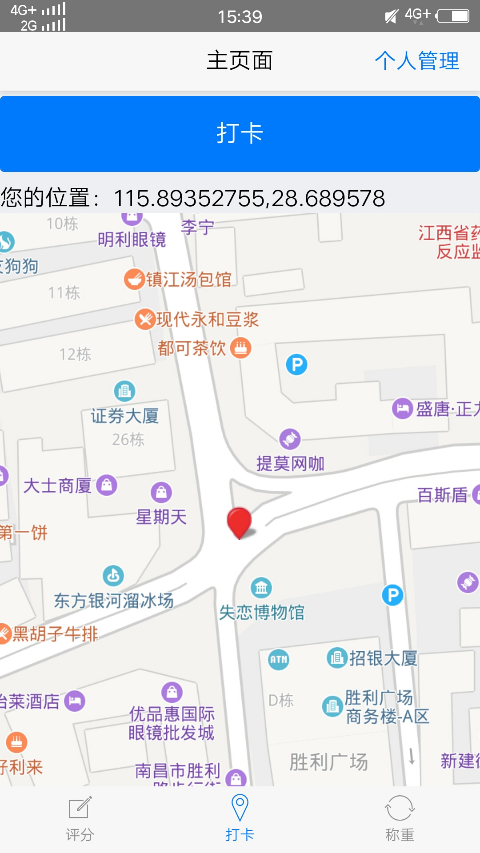 4G+
2G
15:39
4G+
主页面
个人管理
打卡
您的位置：115.89352755,28.689578
10栋
明利眼镜
李宁
江西省药
反应监
狗狗
11栋
镇江汤包馆
现代永和豆浆
都可茶饮
12栋
P
证券大厦
26栋
盛唐·正大
提莫网咖
大士商厦
星期天
百斯盾
第一饼
东方银河溜冰场
失恋博物馆
P
黑胡子牛排
ATM
招银大厦
怡莱酒店
D栋
胜利广场
商务楼-A区
优品惠国际
眼镜批发城
好利来
胜利广场
新建
南昌市胜利
路步行街
评分
打卡
称重